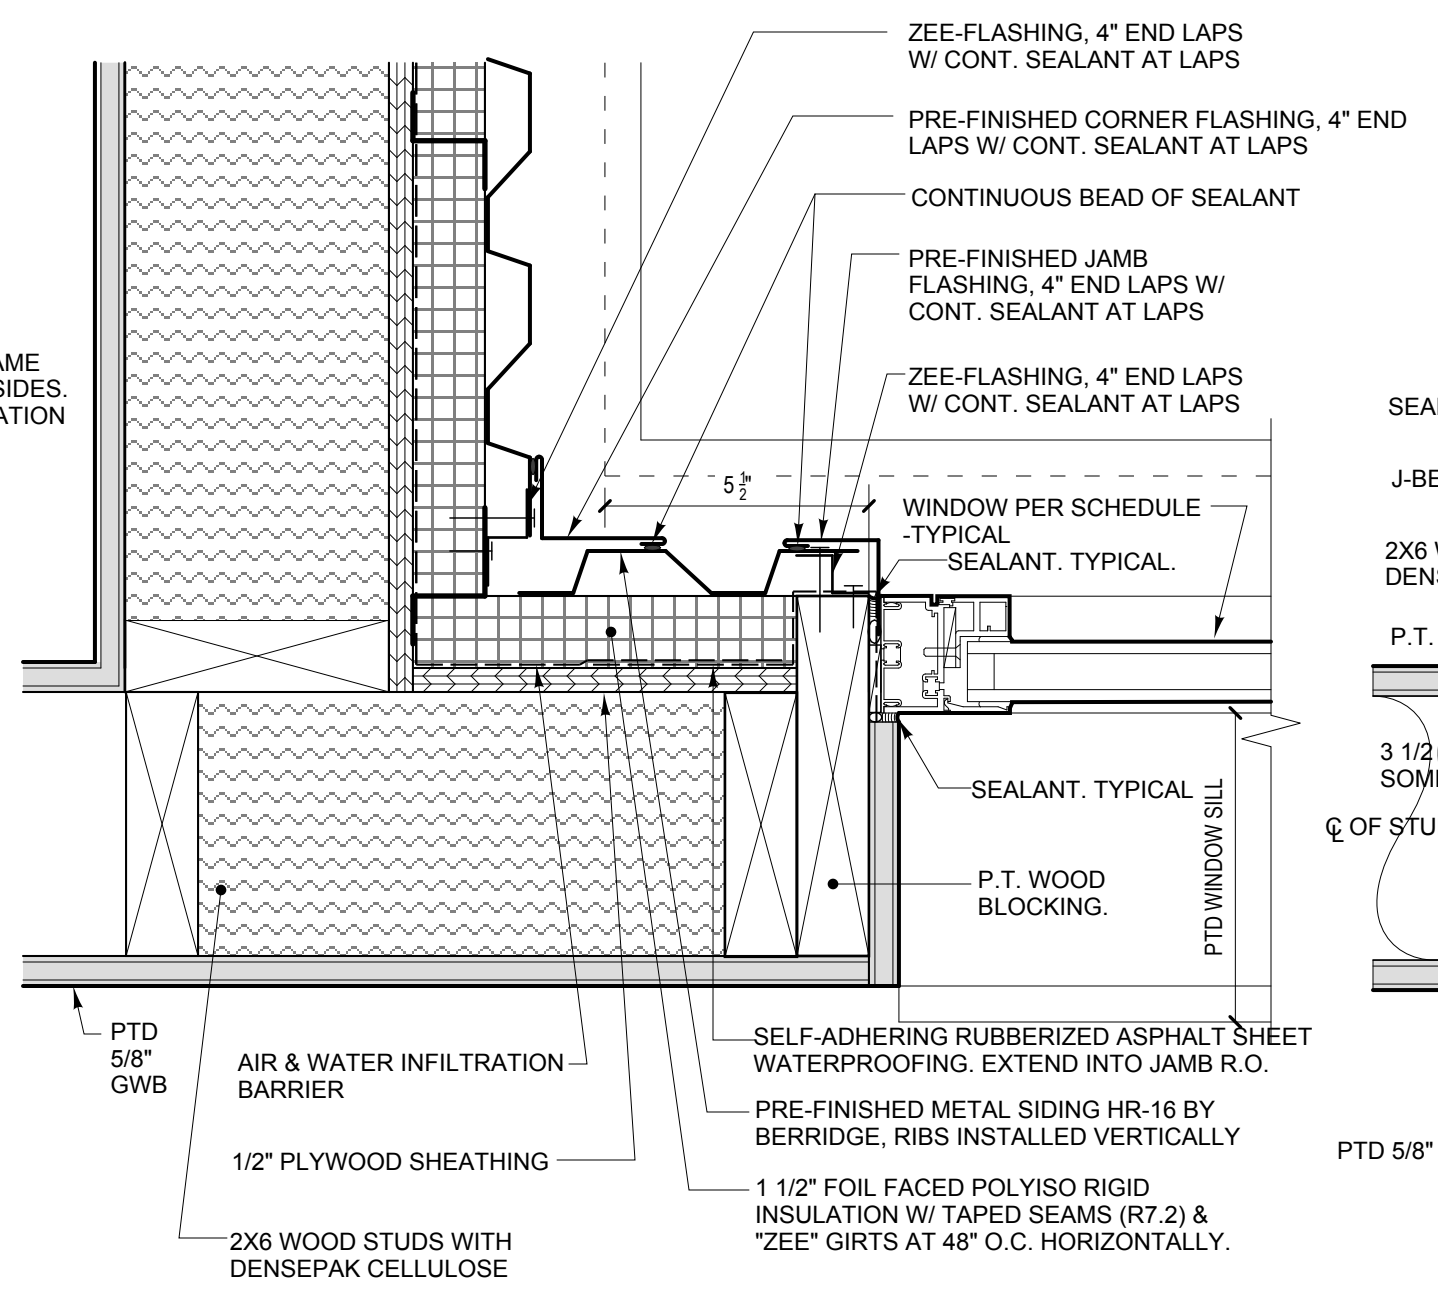 ZEE-FLASHING, 4" END LAPS
W/ CONT. SEALANT AT LAPS
PRE-FINISHED CORNER FLASHING, 4" END
LAPS W/ CONT. SEALANT AT LAPS
CONTINUOUS BEAD OF SEALANT
PRE-FINISHED JAMB
FLASHING, 4" END LAPS W/
CONT. SEALANT AT LAPS
ZEE-FLASHING, 4" END LAPS
W/ CONT. SEALANT AT LAPS
AME
SIDES.
ATION
5 1/2"
WINDOW PER SCHEDULE
-TYPICAL
SEALANT. TYPICAL.
SEALANT. TYPICAL
P.T. WOOD
BLOCKING.
PTD WINDOW SILL
SEAL
J-BE
2X6 W
DENS
P.T.
3 1/2
SOM
℄ OF STU
PTD 5/8"
PTD
5/8"
GWB
AIR & WATER INFILTRATION
BARRIER
1/2" PLYWOOD SHEATHING
2X6 WOOD STUDS WITH
DENSEPAK CELLULOSE
SELF-ADHERING RUBBERIZED ASPHALT SHEET
WATERPROOFING. EXTEND INTO JAMB R.O.
PRE-FINISHED METAL SIDING HR-16 BY
BERRIDGE, RIBS INSTALLED VERTICALLY
1 1/2" FOIL FACED POLYISO RIGID
INSULATION W/ TAPED SEAMS (R7.2) &
"ZEE" GIRTS AT 48" O.C. HORIZONTALLY.